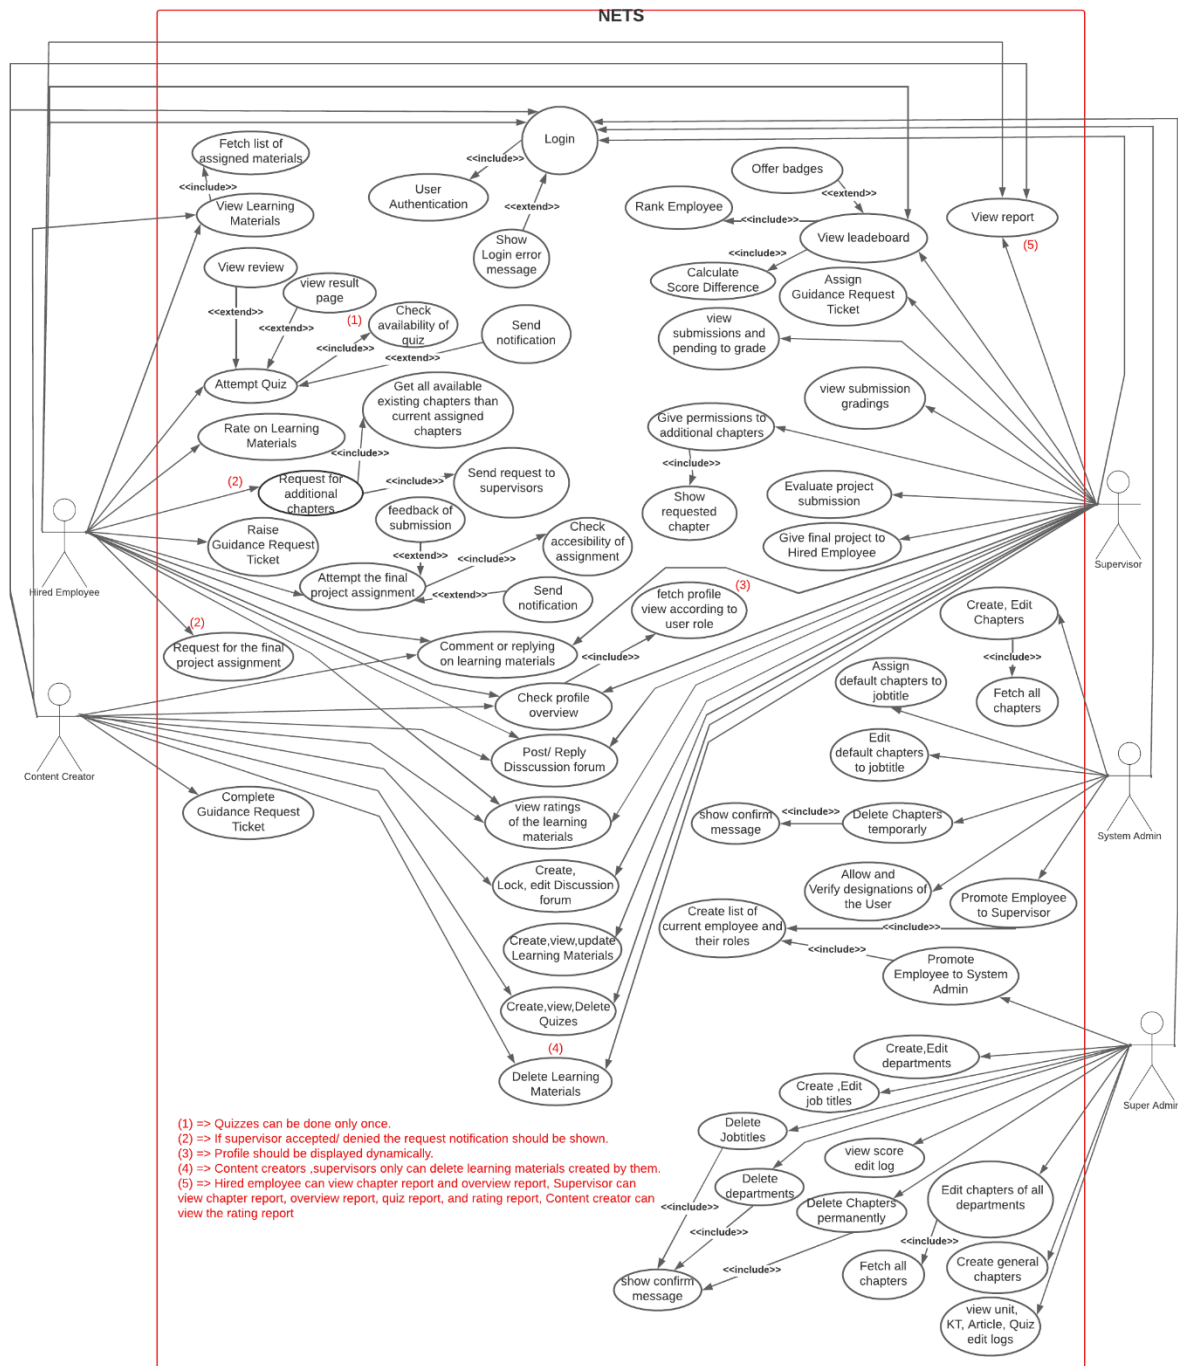 NETS
Login
Fetch list of
assigned materials
<<include>>
<<include>>
View Learning
Materials
User
Authentication
<<extend>>
Show
Login error
message
Offer badges
<<extend>>
Rank Employee
<<include>>
View leadeboard
View report
(5)
<<include>>
Calculate
Score Difference
Assign
Guidance Request
Ticket
View review
view result
page
<<extend>>
<<extend>>
(1)
Check
availability of
quiz
<<include>>
Send
notification
<<extend>>
Attempt Quiz
view
submissions and
pending to grade
Get all available
existing chapters than
current assigned
chapters
view submission
gradings
Rate on Learning
Materials
<<include>>
Give permissions to
additional chapters
<<include>>
(2)
Request for
additional
chapters
<<include>>
Send request to
supervisors
Show
requested
chapter
Evaluate project
submission
feedback of
submission
Raise
Guidance Request
Ticket
<<extend>>
<<include>>
Check
accesibility of
assignment
Give final project to
Hired Employee
Supervisor
Hired Employee
Attempt the final
project assignment
<<extend>>
Send
notification
fetch profile
view according to
user role
(3)
Create, Edit
Chapters
(2)
Request for the final
project assignment
Comment or replying
on learning materials
<<include>>
<<include>>
Assign
default chapters to
jobtitle
Fetch all
chapters
Check profile
overview
Edit
default chapters
to jobtitle
Post/ Reply
Disscussion forum
Content Creator
Complete
Guidance Request
Ticket
view ratings
of the learning
materials
show confirm
message
<<include>>
Delete Chapters
temporarly
System Admin
Create,
Lock, edit Discussion
forum
Allow and
Verify designations of
the User
Promote Employee
to Supervisor
Create list of
current employee and
their roles
<<include>>
<<include>>
Create,view,update
Learning Materials
Promote
Employee to System
Admin
Create,view,Delete
Quizes
(4)
Delete Learning
Materials
Create,Edit
departments
Create ,Edit
job titles
Super Admin
Delete
Jobtitles
view score
edit log
Delete
departments
Delete Chapters
permanently
Edit chapters of all
departments
<<include>>
<<include>>
<<include>>
<<include>>
Fetch all
chapters
Create general
chapters
show confirm
message
view unit,
KT, Article, Quiz
edit logs
(1) => Quizzes can be done only once.
(2) => If supervisor accepted/ denied the request notification should be shown.
(3) => Profile should be displayed dynamically.
(4) => Content creators ,supervisors only can delete learning materials created by them.
(5) => Hired employee can view chapter report and overview report, Supervisor can
view chapter report, overview report, quiz report, and rating report, Content creator can
view the rating report